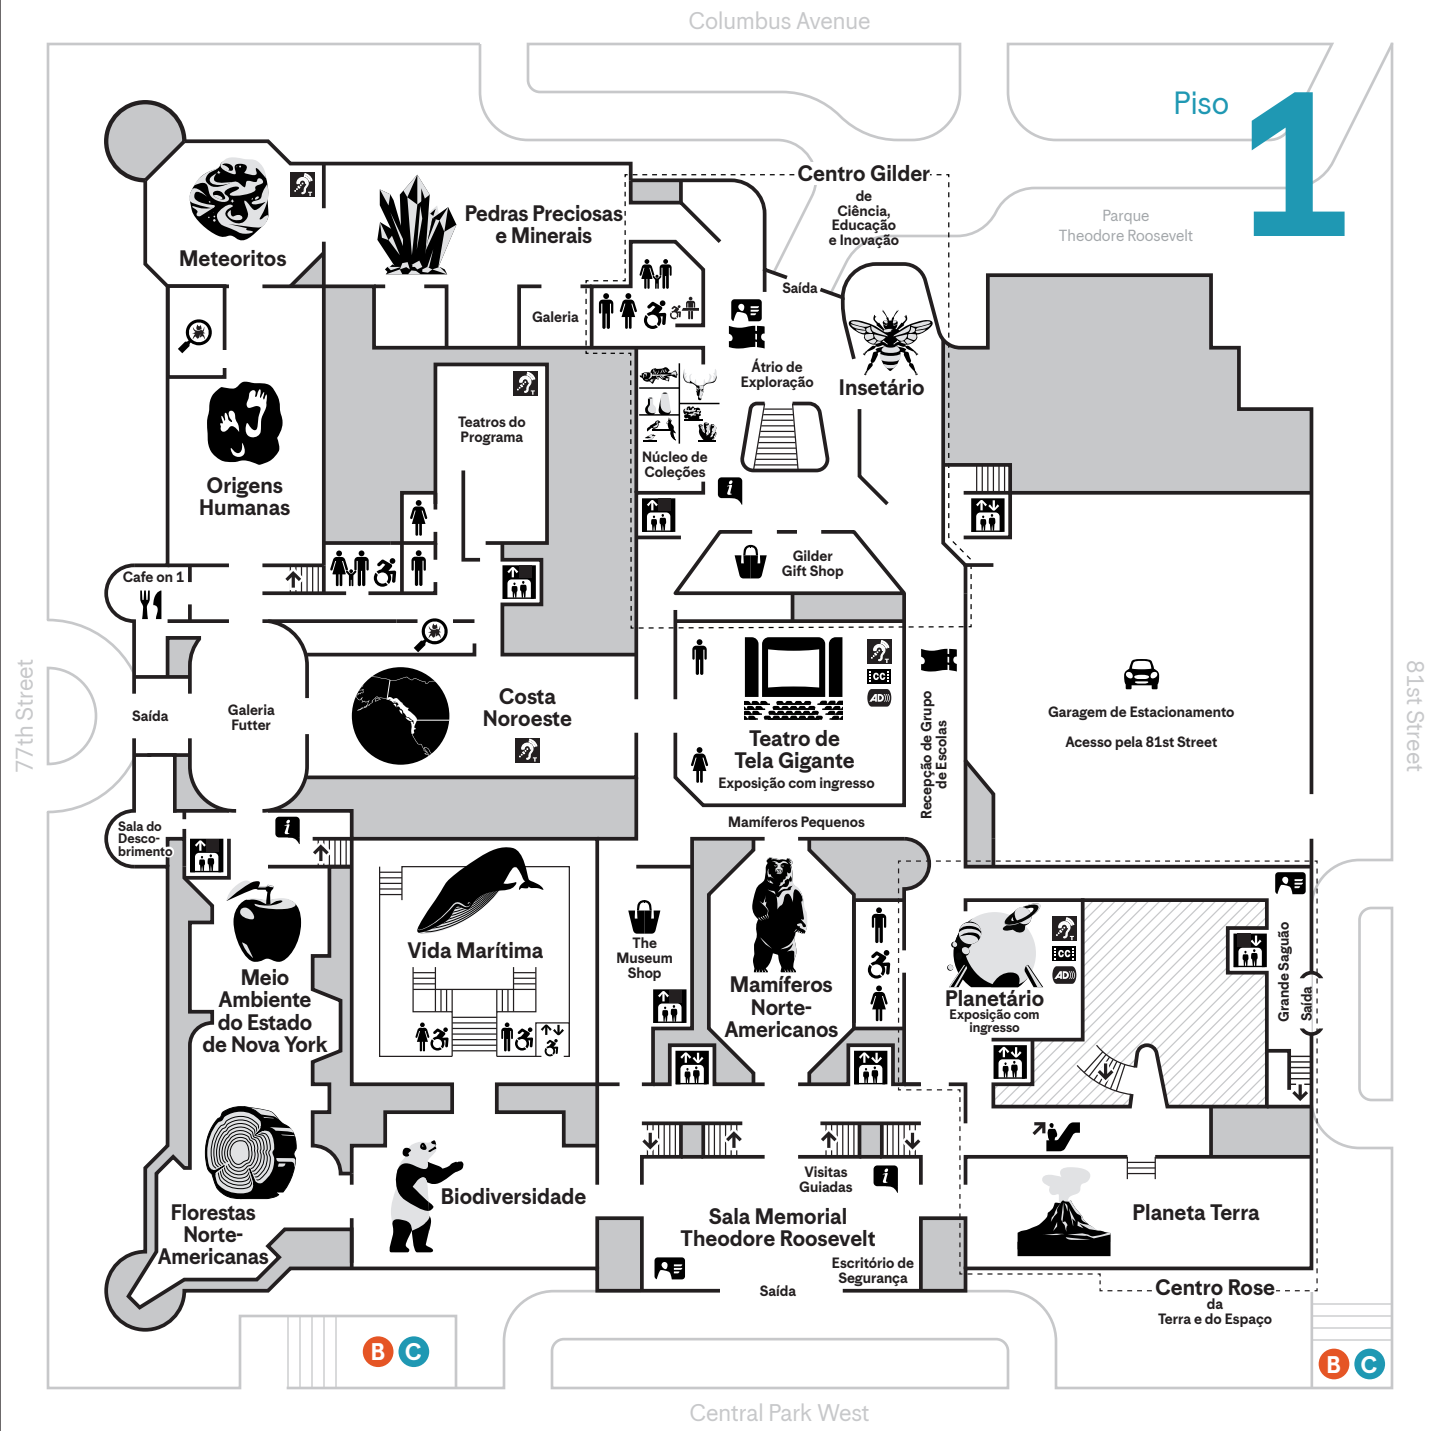 Columbus Avenue
Piso
1
Centro Gilder
de
Ciência,
Educação
e Inovação
Parque
Theodore Roosevelt
Pedras Preciosas
e Minerais
Meteoritos
Saída
Galeria
Átrio de
Exploração
Insetário
Teatros do
Programa
Núcleo de
Coleções
i
Origens
Humanas
Gilder
Gift Shop
Cafe on 1
77th Street
81st Street
CC
AD
Costa
Noroeste
Saída
Galeria
Futter
Teatro de
Tela Gigante
Exposição com ingresso
Recepção de Grupo
de Escolas
Garagem de Estacionamento
Acesso pela 81st Street
Mamíferos Pequenos
Sala do
Desco-
brimento
i
Vida Marítima
The
Museum
Shop
Meio
Ambiente
do Estado
de Nova York
Mamíferos
Norte-
Americanos
CC
AD
Planetário
Exposição com
ingresso
Grande Saguão
Saída
Visitas
Guiadas
i
Biodiversidade
Florestas
Norte-
Americanas
Sala Memorial
Theodore Roosevelt
Planeta Terra
Escritório de
Segurança
Saída
Centro Rose
da
Terra e do Espaço
B C
B C
Central Park West